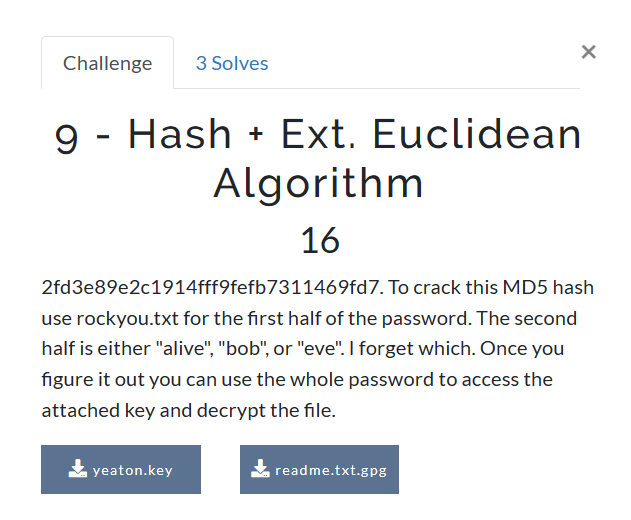 Challenge
3 Solves
×
9 - Hash + Ext. Euclidean
Algorithm
16
2fd3e89e2c1914fff9fefb7311469fd7. To crack this MD5 hash
use rockyou.txt for the first half of the password. The second
half is either "alive", "bob", or "eve". I forget which. Once you
figure it out you can use the whole password to access the
attached key and decrypt the file.
yeaton.key
readme.txt.gpg